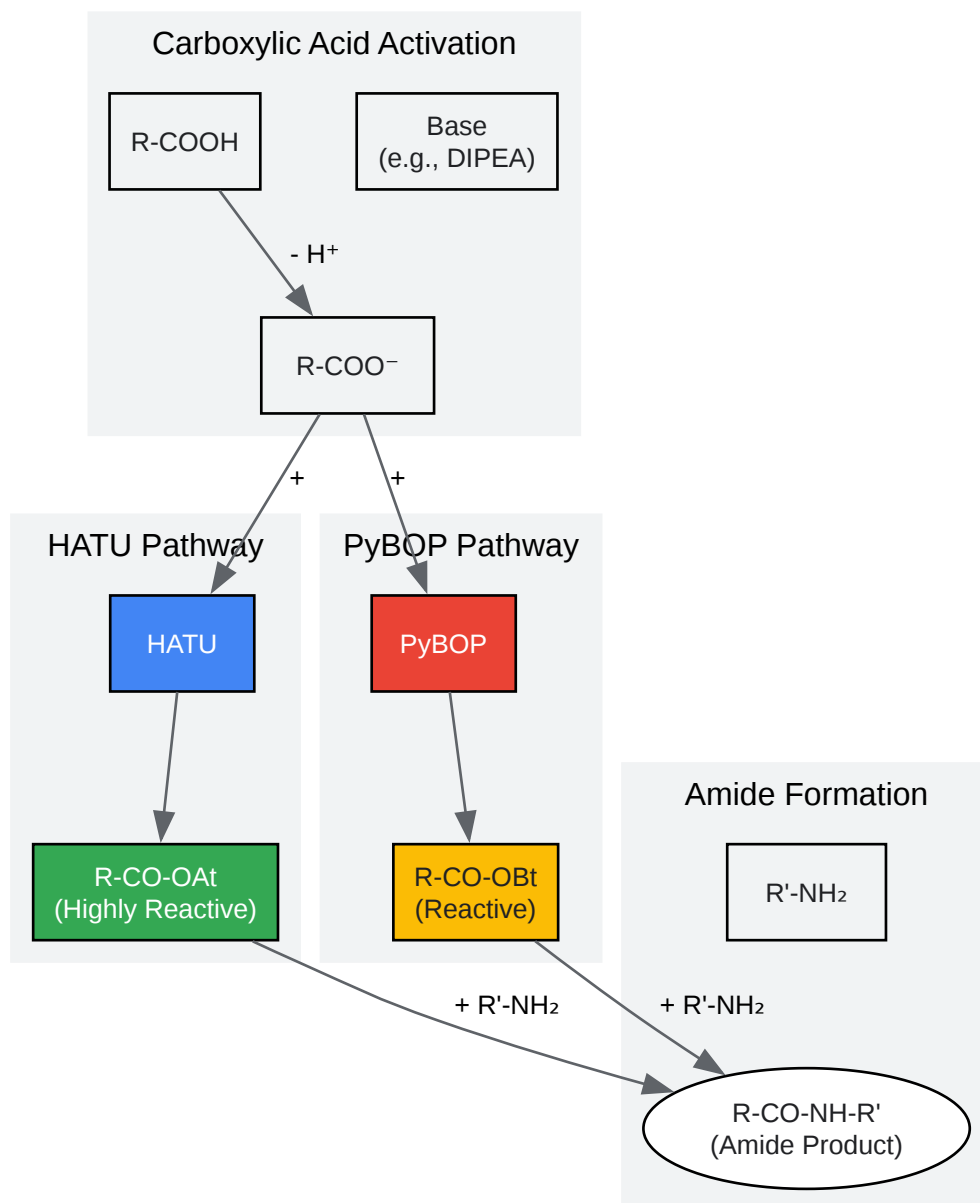 Carboxylic Acid Activation
R-COOH
Base
(e.g., DIPEA)
- H⁺
R-COO⁻
+
+
HATU Pathway
PyBOP Pathway
HATU
PyBOP
Amide Formation
R-CO-OAt
(Highly Reactive)
R-CO-OBt
(Reactive)
R'-NH₂
+ R'-NH₂
+ R'-NH₂
R-CO-NH-R'
(Amide Product)